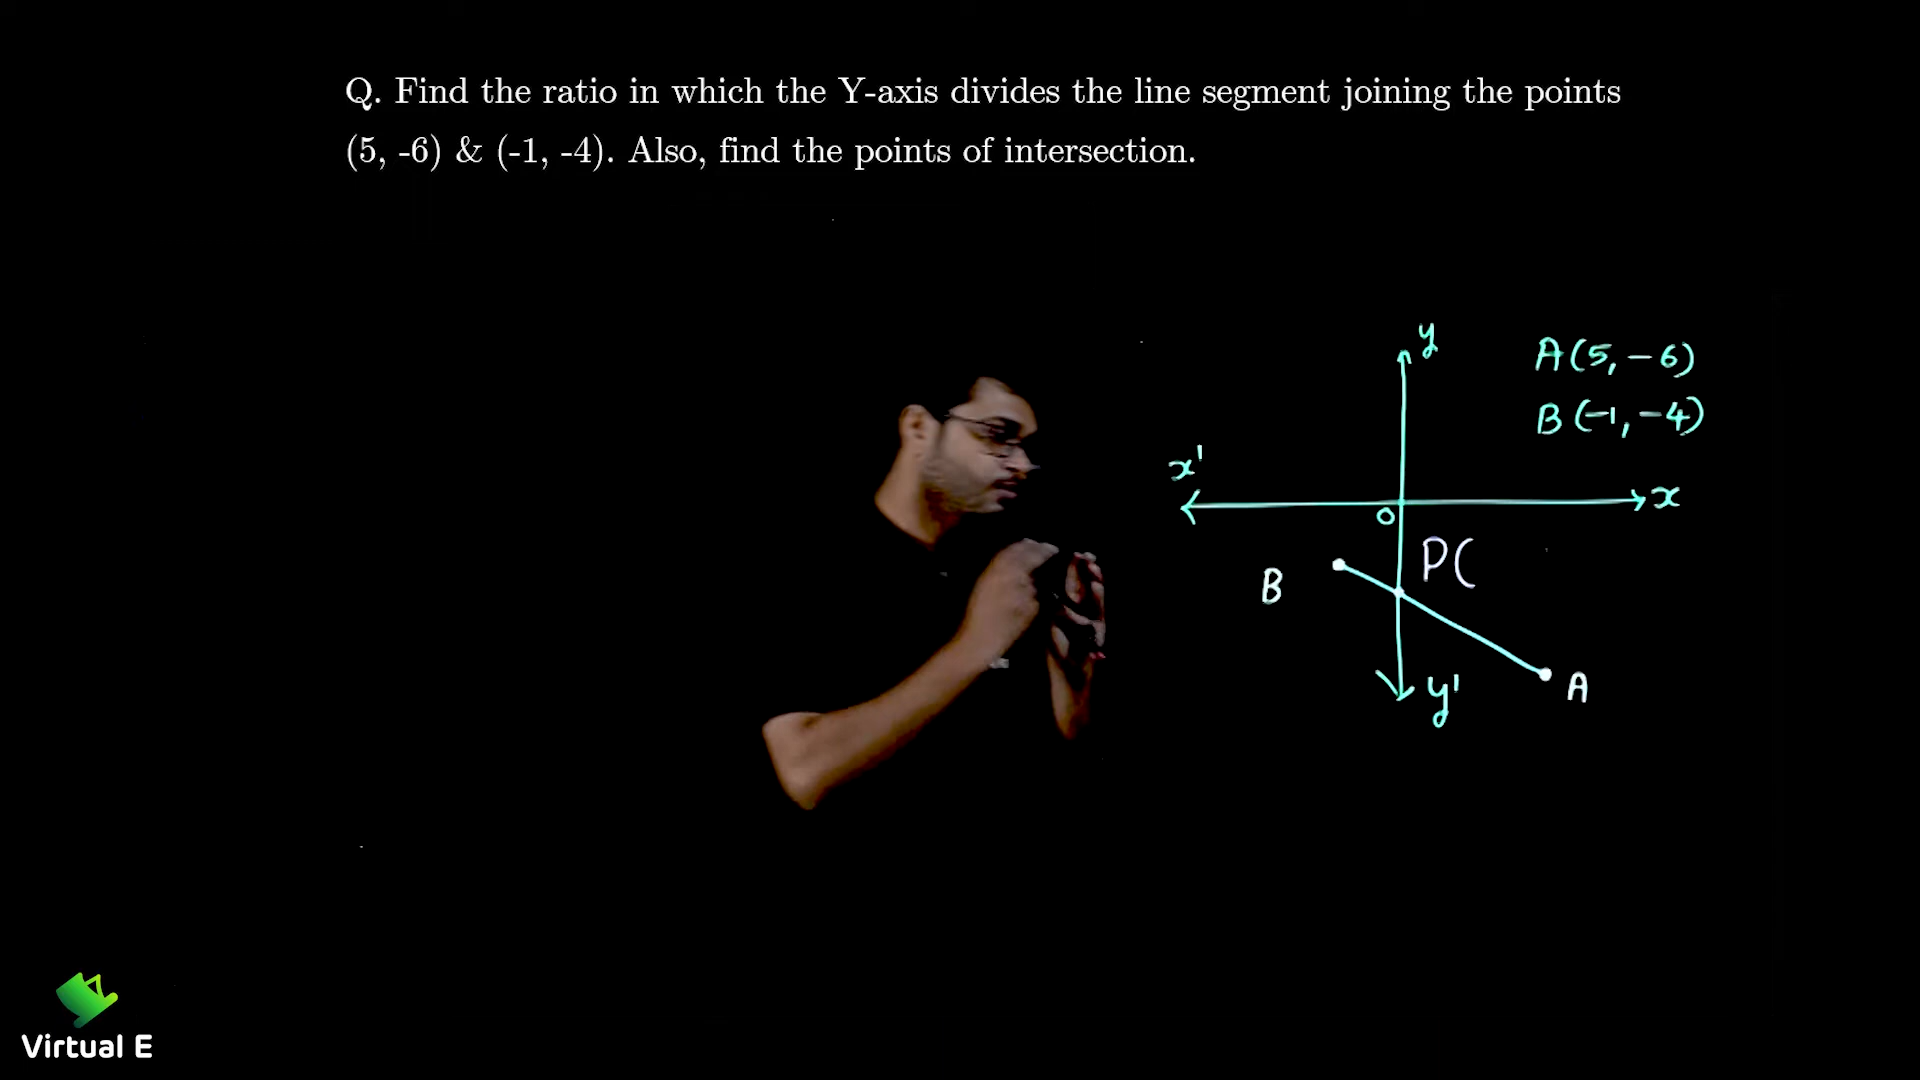 Q. Find the ratio in which the Y-axis divides the line segment joining the points
(5, -6) & (-1, -4). Also, find the points of intersection.
y
A(5, -6)
B(-1, -4)
x'
x
O
P(
B
A
y'
Virtual E